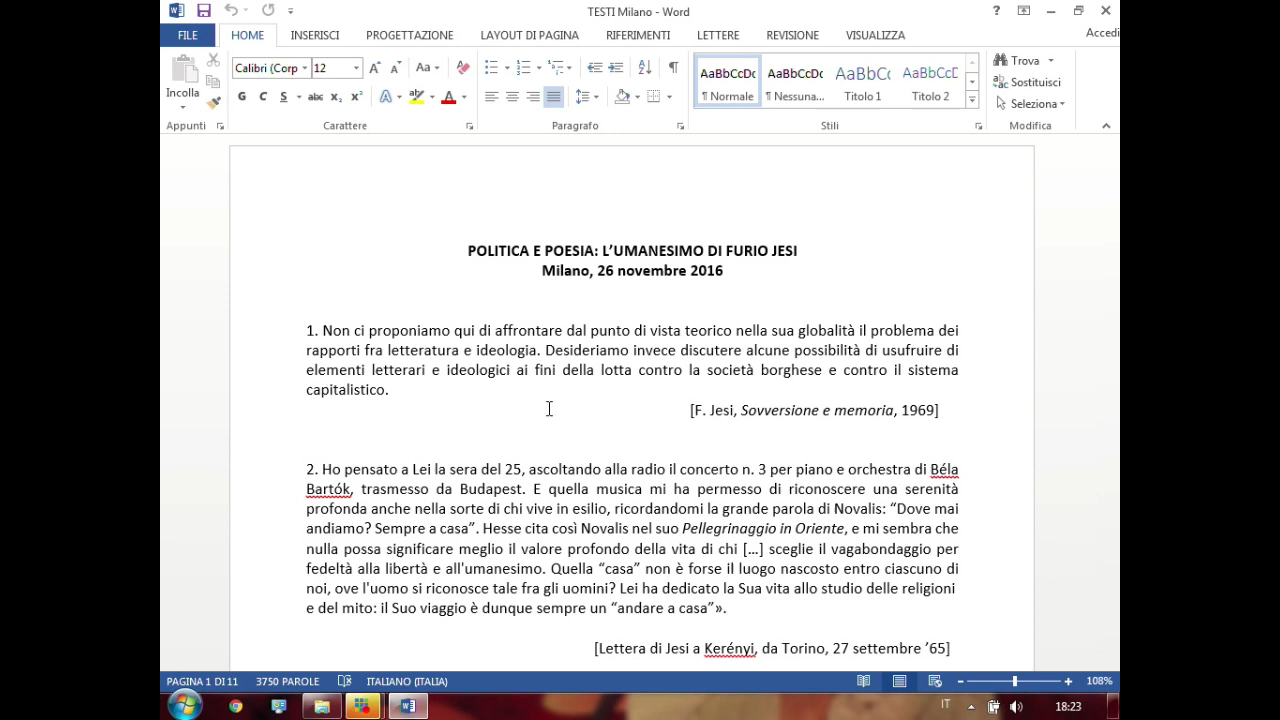 TESTI Milano - Word
?
FILE HOME INSERISCI PROGETTAZIONE LAYOUT DI PAGINA RIFERIMENTI LETTERE REVISIONE VISUALIZZA Accedi
Incolla
Calibri (Corp 12 Aa
G C S abc x₂ x² A ab A
AaBbCcDc AaBbCcDc AaBbCc AaBbCcD
¶ Normale ¶ Nessuna... Titolo 1 Titolo 2
Trova
Sostituisci
Seleziona
Appunti Carattere Paragrafo Stili Modifica
POLITICA E POESIA: L’UMANESIMO DI FURIO JESI
Milano, 26 novembre 2016
1. Non ci proponiamo qui di affrontare dal punto di vista teorico nella sua globalità il problema dei
rapporti fra letteratura e ideologia. Desideriamo invece discutere alcune possibilità di usufruire di
elementi letterari e ideologici ai fini della lotta contro la società borghese e contro il sistema
capitalistico.
[F. Jesi, Sovversione e memoria, 1969]
2. Ho pensato a Lei la sera del 25, ascoltando alla radio il concerto n. 3 per piano e orchestra di Béla
Bartók, trasmesso da Budapest. E quella musica mi ha permesso di riconoscere una serenità
profonda anche nella sorte di chi vive in esilio, ricordandomi la grande parola di Novalis: “Dove mai
andiamo? Sempre a casa”. Hesse cita così Novalis nel suo Pellegrinaggio in Oriente, e mi sembra che
nulla possa significare meglio il valore profondo della vita di chi […] sceglie il vagabondaggio per
fedeltà alla libertà e all'umanesimo. Quella “casa” non è forse il luogo nascosto entro ciascuno di
noi, ove l'uomo si riconosce tale fra gli uomini? Lei ha dedicato la Sua vita allo studio delle religioni
e del mito: il Suo viaggio è dunque sempre un “andare a casa”».
[Lettera di Jesi a Kerényi, da Torino, 27 settembre ’65]
PAGINA 1 DI 11 3750 PAROLE ITALIANO (ITALIA) 108%
IT 18:23